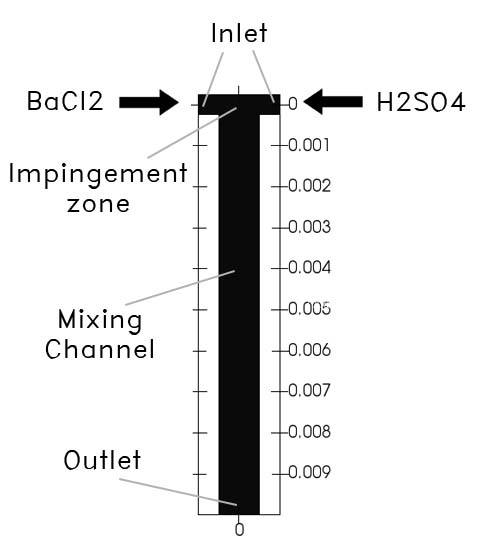 Inlet
BaCl2
H2SO4
0
0.001
Impingement
zone
0.002
0.003
0.004
Mixing
Channel
0.005
0.006
0.007
0.008
Outlet
0.009
0